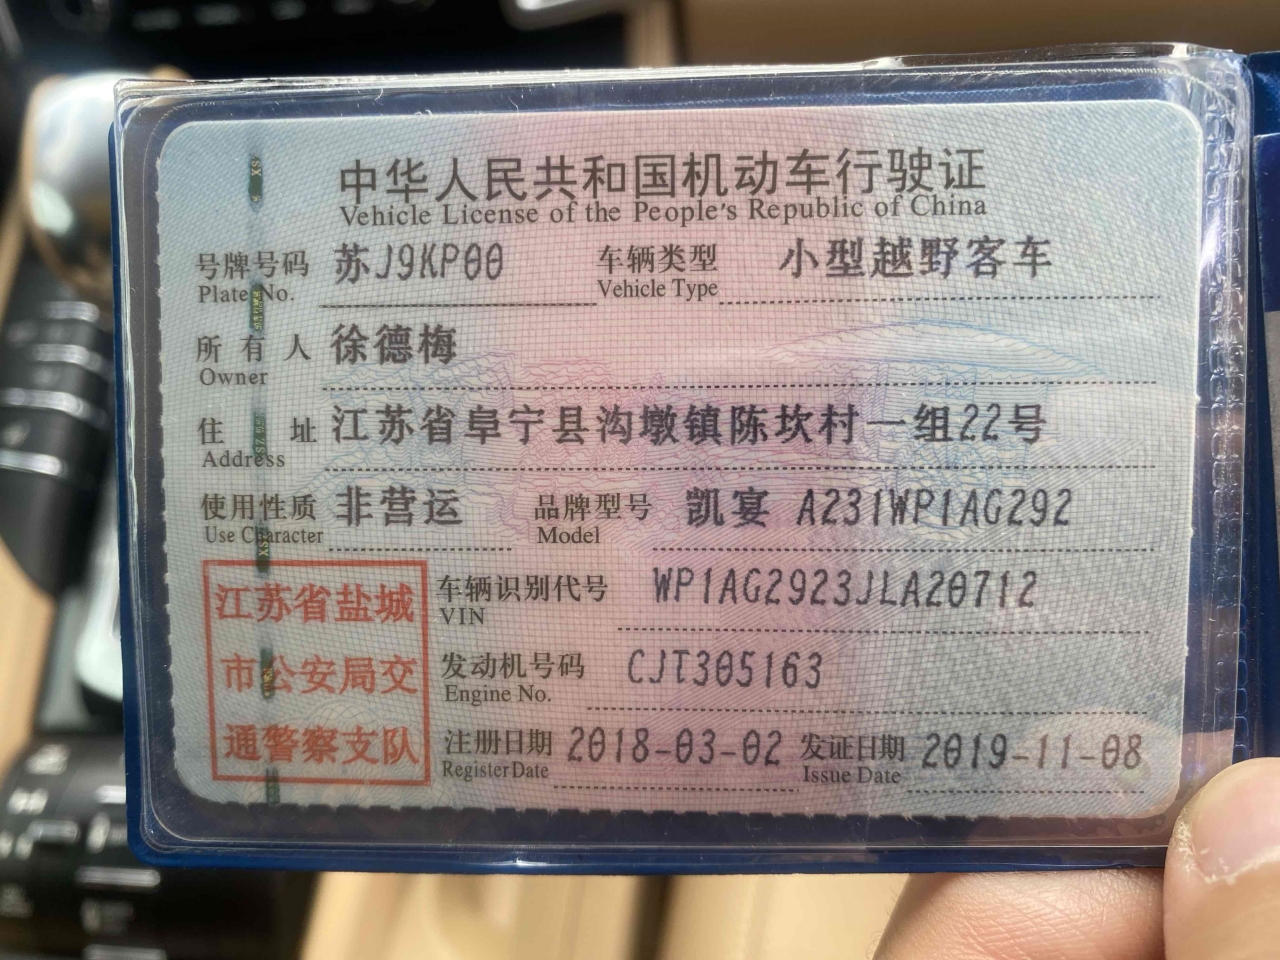 中华人民共和国机动车行驶证
Vehicle License of the People's Republic of China
号牌号码 苏J9KP00 车辆类型 小型越野客车
Plate No. Vehicle Type
所有人 徐德梅
Owner
住址 江苏省阜宁县沟墩镇陈坎村一组22号
Address
使用性质 非营运 品牌型号 凯宴 A231WP1AG292
Use Character Model
江苏省盐城 车辆识别代号 WP1AG2923JLA20712
VIN
市公安局交 发动机号码 CJT305163
Engine No.
通警察支队 注册日期 2018-03-02 发证日期 2019-11-08
Register Date Issue Date